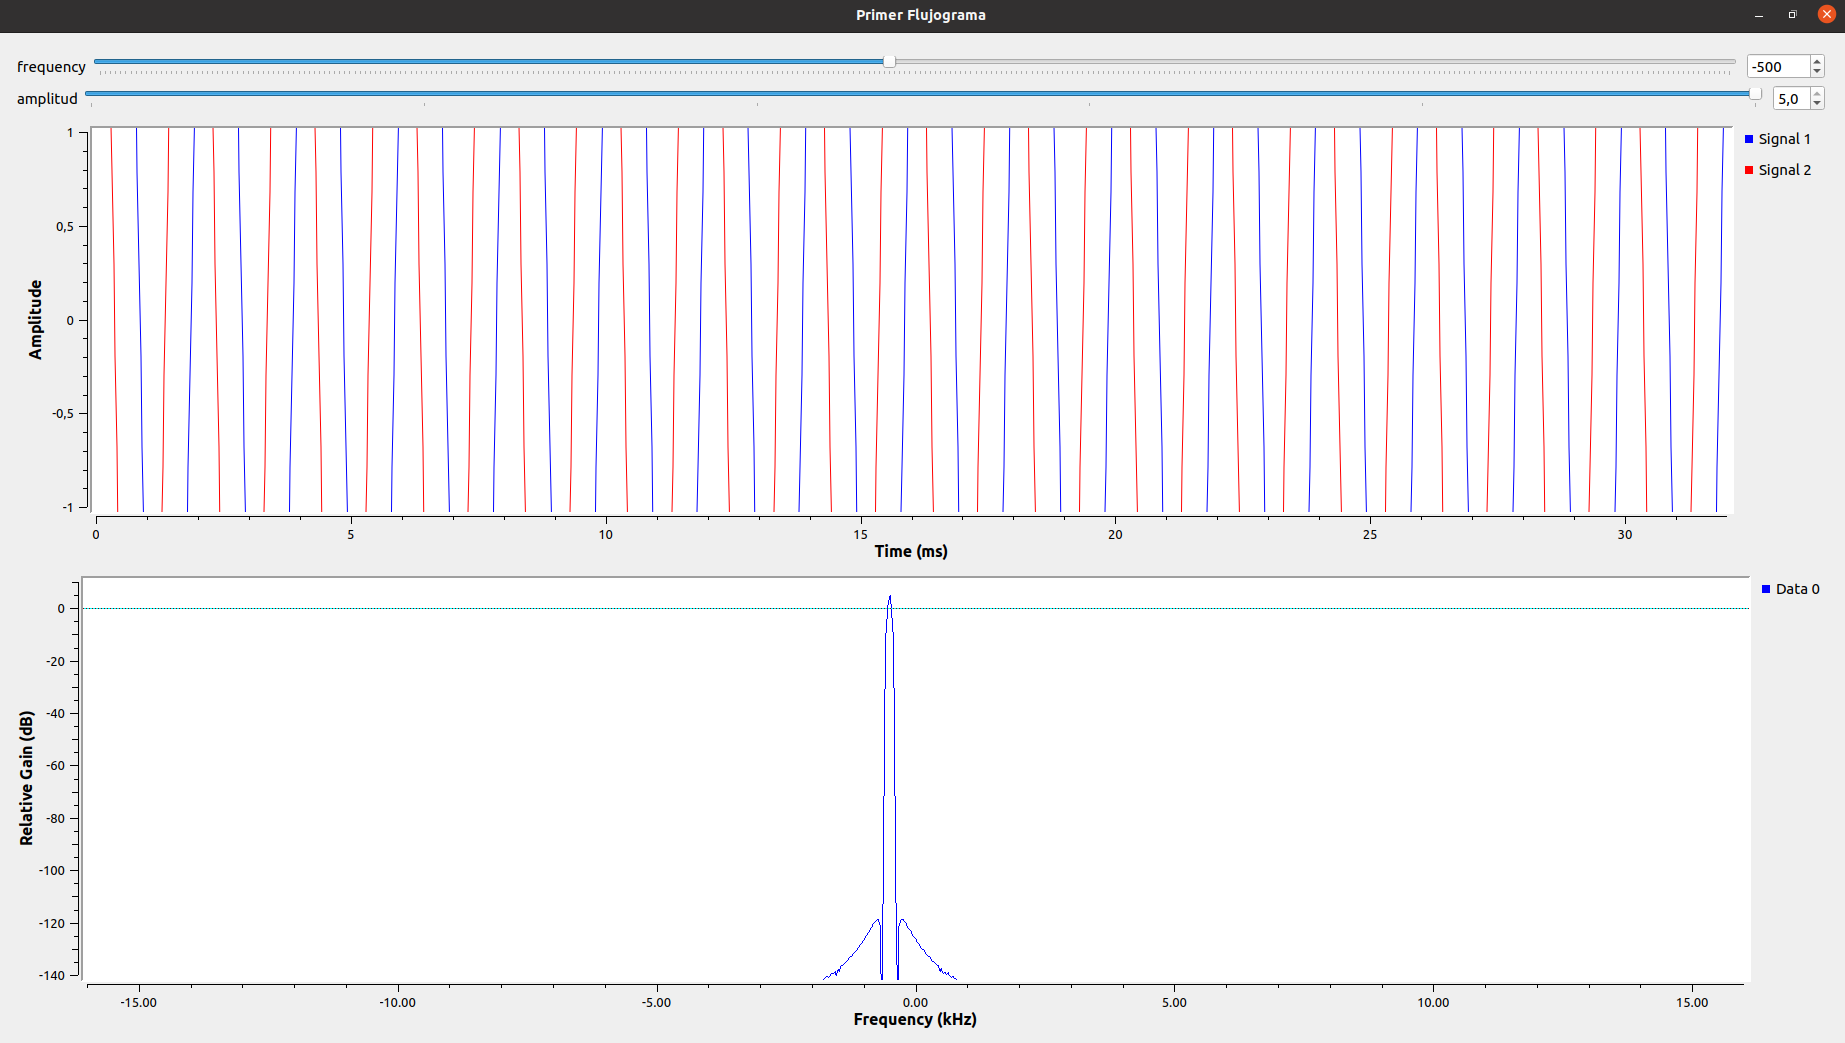 Primer Flujograma
frequency -500
amplitud 5,0
1
0,5
0
-0,5
-1
Amplitude
Signal 1
Signal 2
0 5 10 15 20 25 30
Time (ms)
0
-20
-40
-60
-80
-100
-120
-140
Relative Gain (dB)
Data 0
-15.00 -10.00 -5.00 0.00 5.00 10.00 15.00
Frequency (kHz)